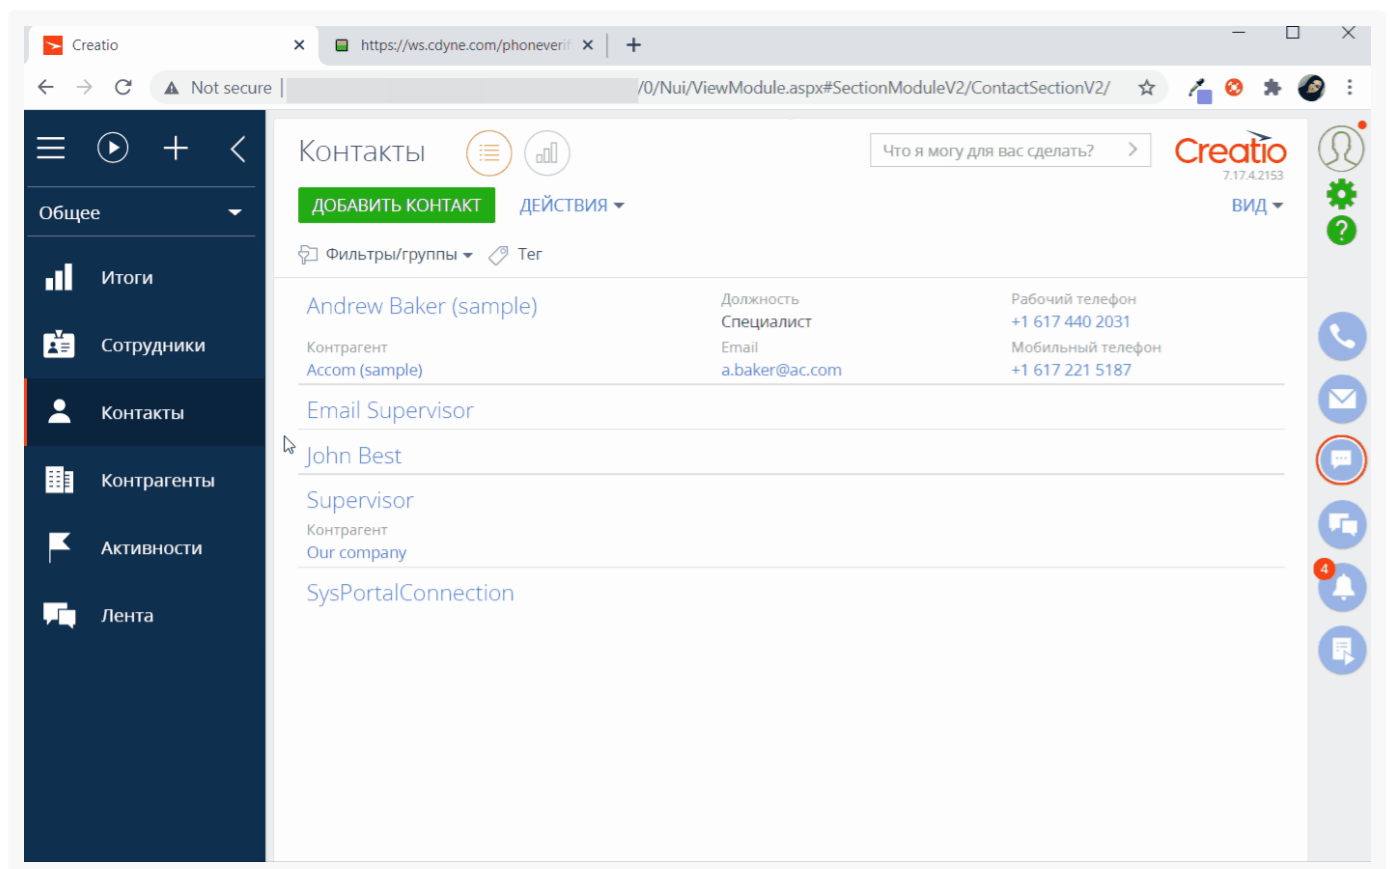 Creatio
https://ws.cdyne.com/phoneverif
Not secure
/0/Nui/ViewModule.aspx#SectionModuleV2/ContactSectionV2/
Контакты
Что я могу для вас сделать?
Creatio
7.17.4.2153
ДОБАВИТЬ КОНТАКТ
ДЕЙСТВИЯ
ВИД
Фильтры/группы
Тег
Общее
Итоги
Сотрудники
Контакты
Контрагенты
Активности
Лента
Andrew Baker (sample)
Должность
Специалист
Рабочий телефон
+1 617 440 2031
Контрагент
Accom (sample)
Email
a.baker@ac.com
Мобильный телефон
+1 617 221 5187
Email Supervisor
John Best
Supervisor
Контрагент
Our company
SysPortalConnection
4